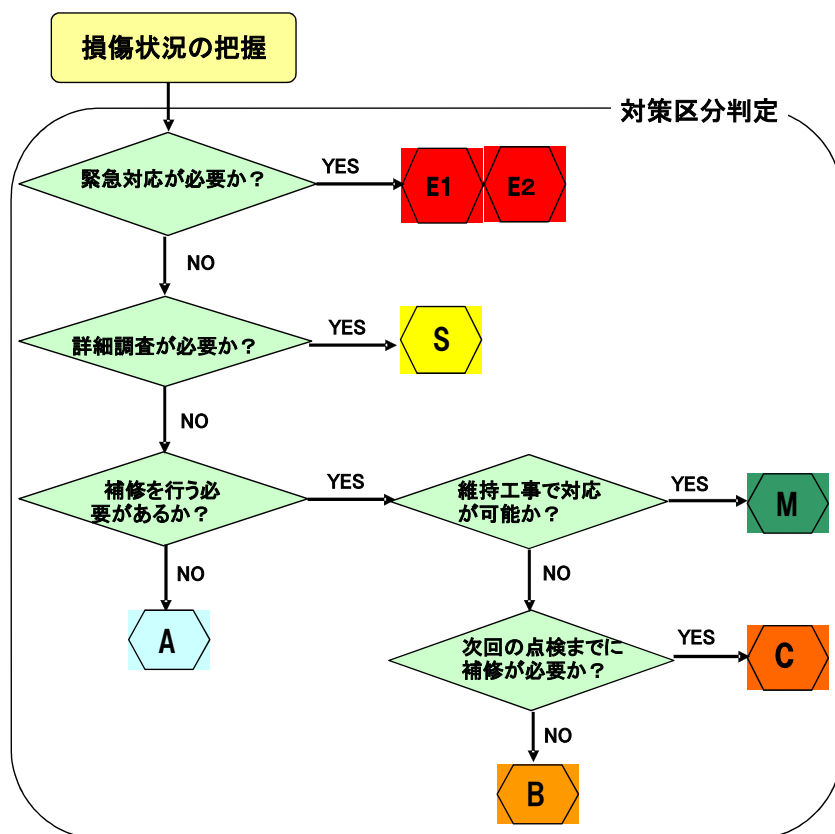 損傷状況の把握
対策区分判定
緊急対応が必要か？
YES
E1
E2
NO
詳細調査が必要か？
YES
S
NO
補修を行う必
要があるか？
YES
維持工事で対応
が可能か？
YES
M
NO
A
NO
次回の点検までに
補修が必要か？
YES
C
NO
B